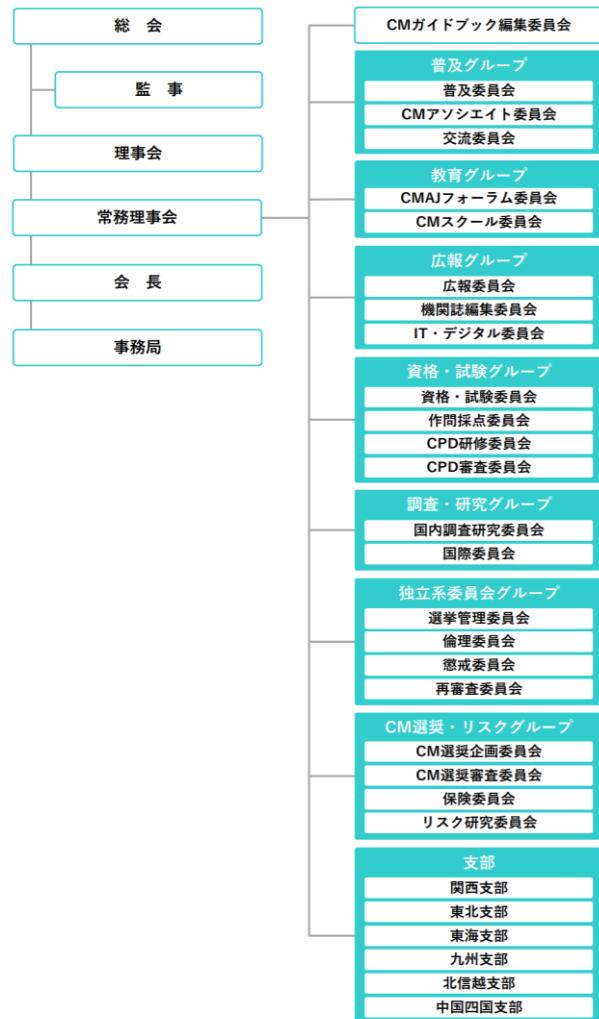 総　会
監　事
理事会
常務理事会
会　長
事務局
CMガイドブック編集委員会
普及グループ
普及委員会
CMアソシエイト委員会
交流委員会
教育グループ
CMAJフォーラム委員会
CMスクール委員会
広報グループ
広報委員会
機関誌編集委員会
IT・デジタル委員会
資格・試験グループ
資格・試験委員会
作問採点委員会
CPD研修委員会
CPD審査委員会
調査・研究グループ
国内調査研究委員会
国際委員会
独立系委員会グループ
選挙管理委員会
倫理委員会
懲戒委員会
再審査委員会
CM選奨・リスクグループ
CM選奨企画委員会
CM選奨審査委員会
保険委員会
リスク研究委員会
支部
関西支部
東北支部
東海支部
九州支部
北信越支部
中国四国支部